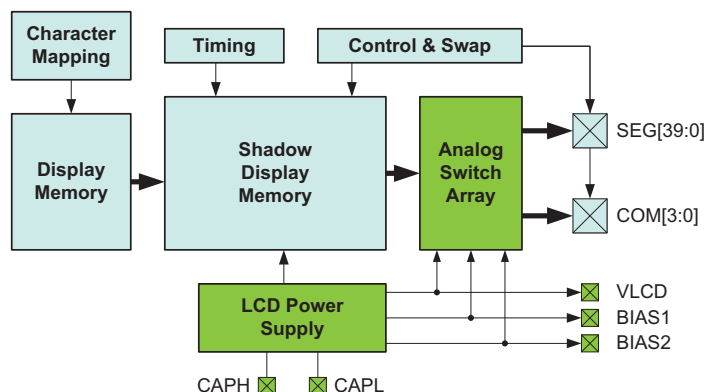 Character
Mapping
Timing
Control & Swap
Display
Memory
Shadow
Display
Memory
Analog
Switch
Array
SEG[39:0]
COM[3:0]
LCD Power
Supply
VLCD
BIAS1
BIAS2
CAPH
CAPL